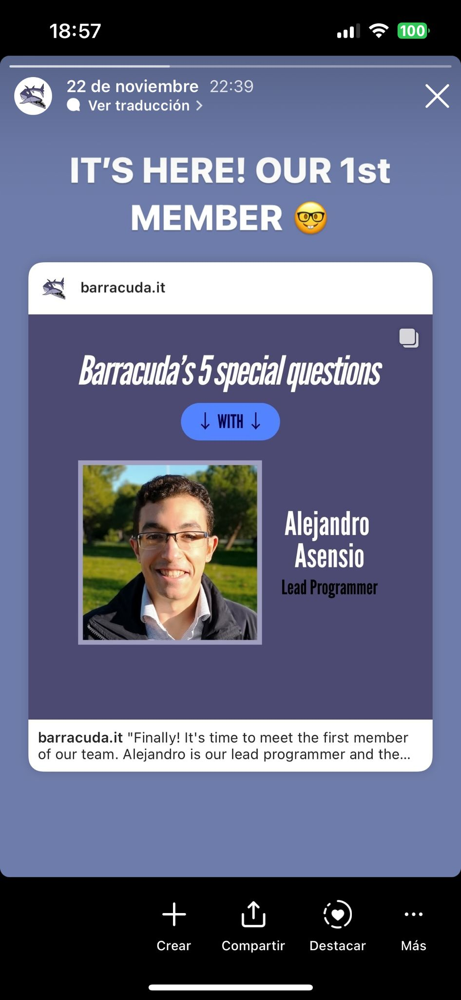 18:57
100
22 de noviembre 22:39
Ver traducción >
IT'S HERE! OUR 1st
MEMBER 🤓
barracuda.it
Barracuda's 5 special questions
↓ WITH ↓
Alejandro
Asensio
Lead Programmer
barracuda.it "Finally! It's time to meet the first member
of our team. Alejandro is our lead programmer and the...
Crear
Compartir
Destacar
Más